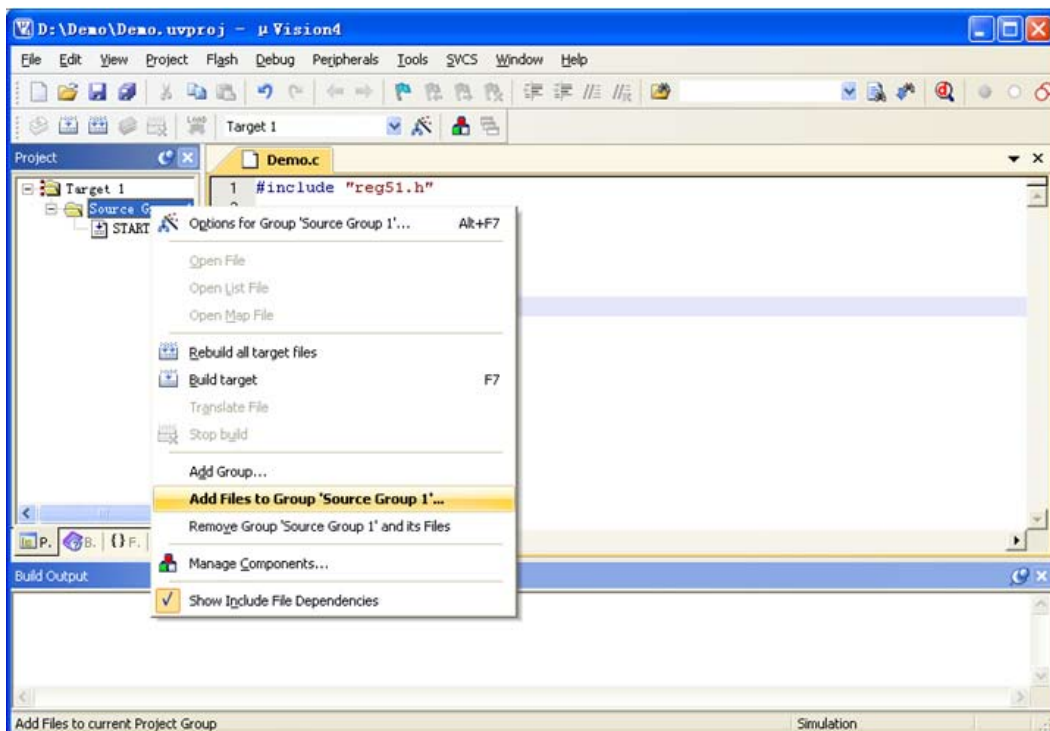 D:\Demo\Demo.uvproj - μVision4
File Edit View Project Flash Debug Peripherals Tools SVCS Window Help
Target 1
Project
Demo.c
Target 1
1 #include "reg51.h"
Source G
START
Options for Group 'Source Group 1'... Alt+F7
Open File
Open List File
Open Map File
Rebuild all target files
Build target F7
Translate File
Stop build
Add Group...
Add Files to Group 'Source Group 1'...
Remove Group 'Source Group 1' and its Files
Manage Components...
Show Include File Dependencies
P. B. {} F.
Build Output
Add Files to current Project Group Simulation